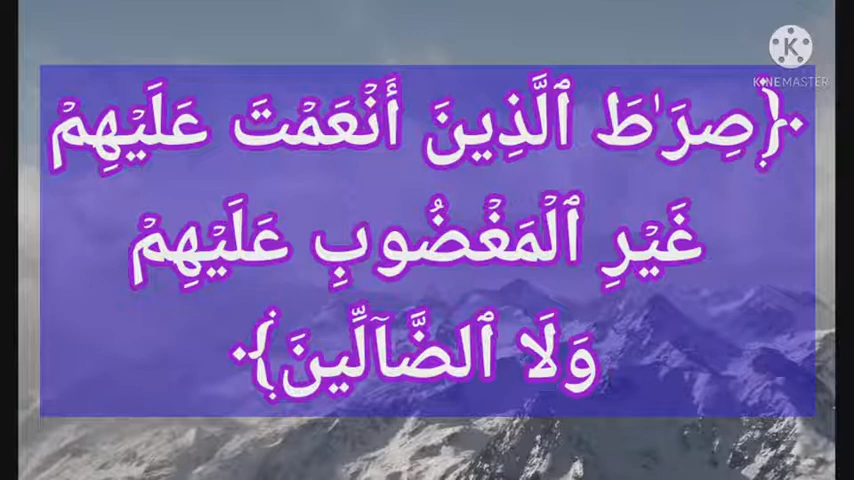 KINEMASTER
﴿صِرَٰطَ ٱلَّذِينَ أَنۡعَمۡتَ عَلَيۡهِمۡ
غَيۡرِ ٱلۡمَغۡضُوبِ عَلَيۡهِمۡ
وَلَا ٱلضَّآلِّينَ﴾